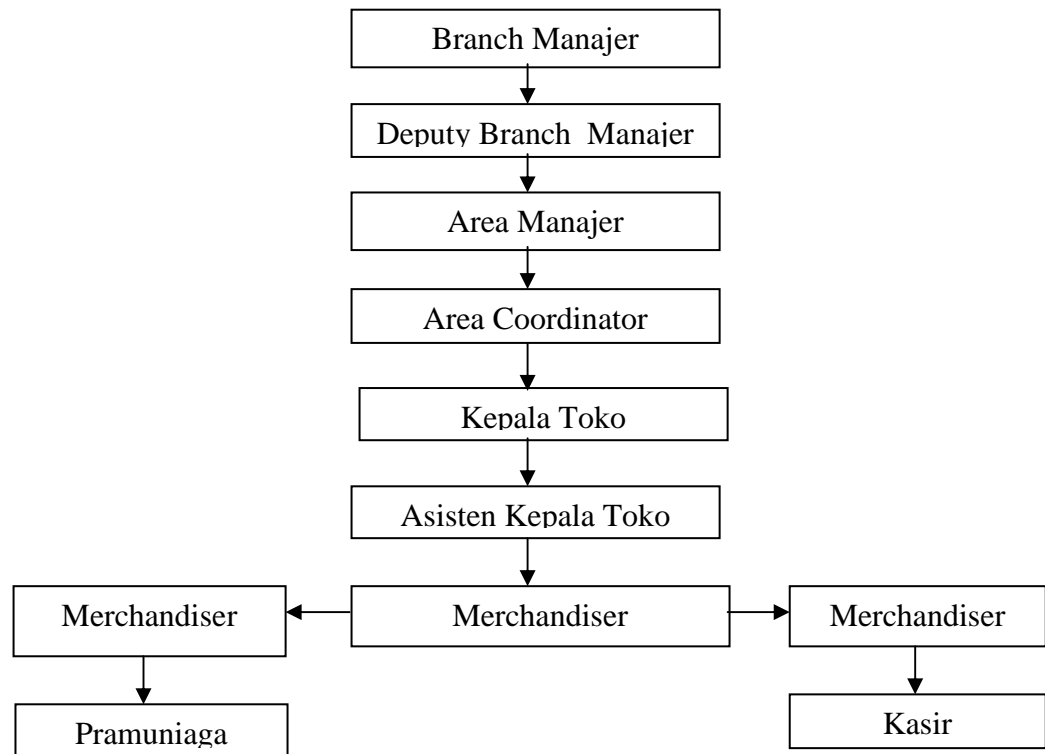 Branch Manajer
Deputy Branch Manajer
Area Manajer
Area Coordinator
Kepala Toko
Asisten Kepala Toko
Merchandiser
Merchandiser
Merchandiser
Pramuniaga
Kasir